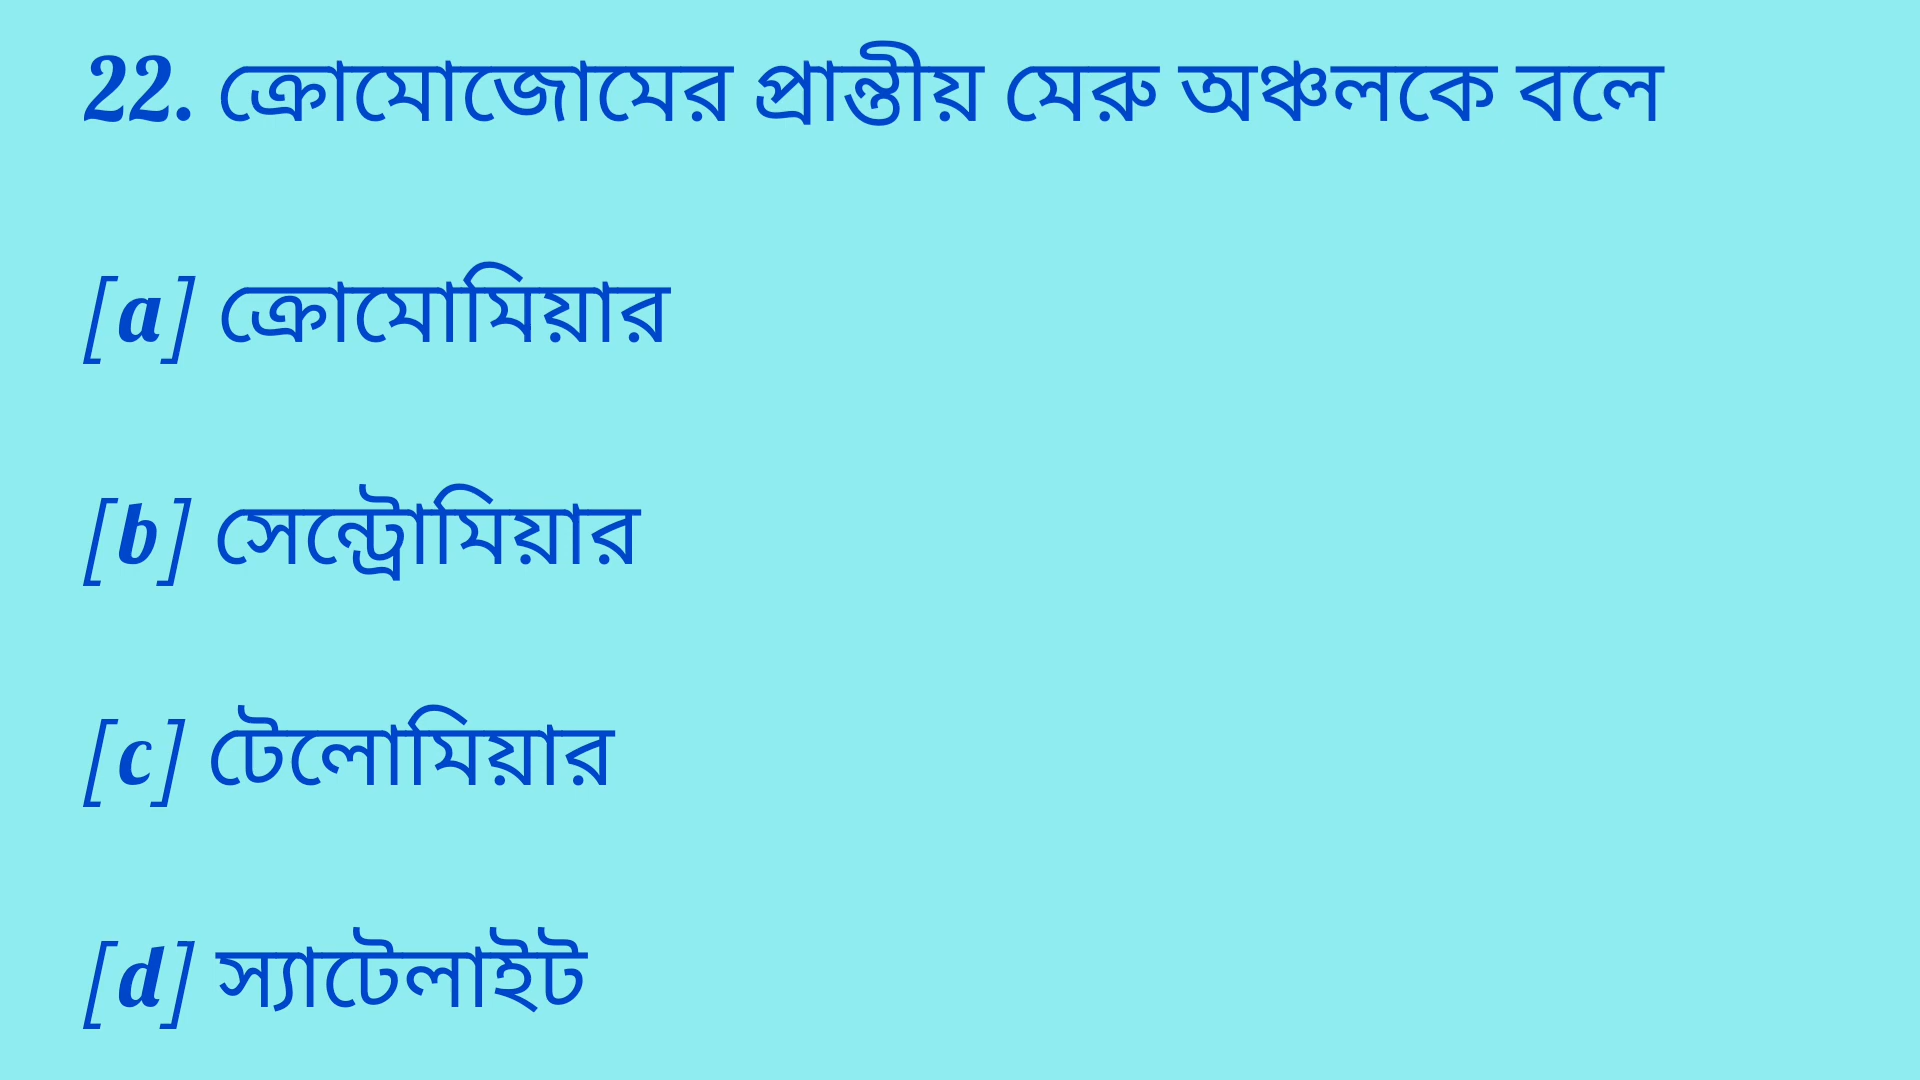 22. ক্রোমোজোমের প্রান্তীয় মেরু অঞ্চলকে বলে
[a] ক্রোমোমিয়ার
[b] সেন্ট্রোমিয়ার
[c] টেলোমিয়ার
[d] স্যাটেলাইট